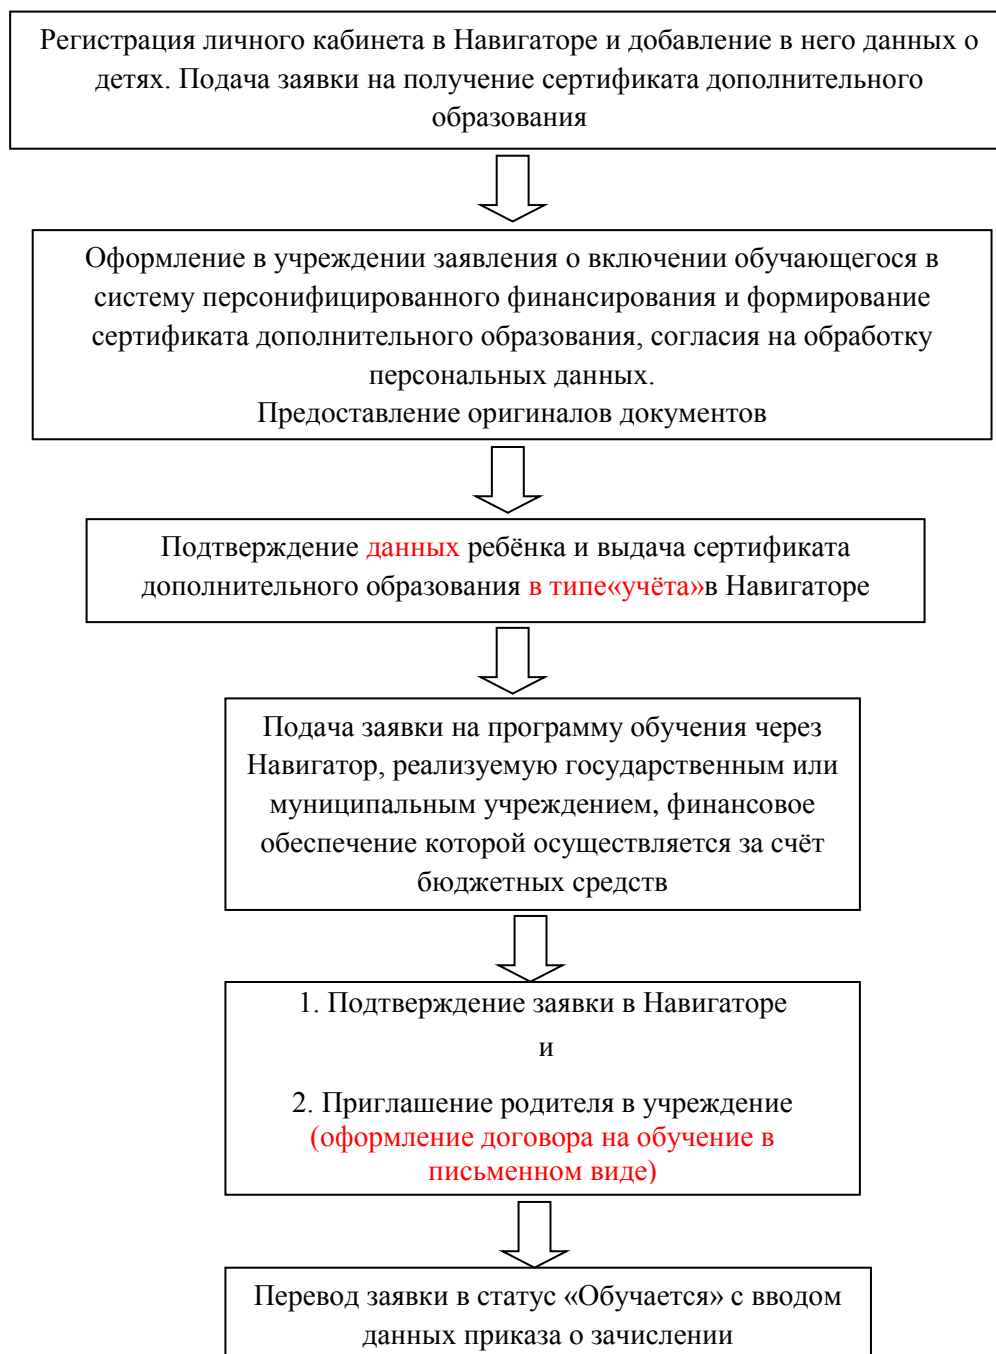 Регистрация личного кабинета в Навигаторе и добавление в него данных о
детях. Подача заявки на получение сертификата дополнительного
образования
Оформление в учреждении заявления о включении обучающегося в
систему персонифицированного финансирования и формирование
сертификата дополнительного образования, согласия на обработку
персональных данных.
Предоставление оригиналов документов
Подтверждение данных ребёнка и выдача сертификата
дополнительного образования в типе«учёта»в Навигаторе
Подача заявки на программу обучения через
Навигатор, реализуемую государственным или
муниципальным учреждением, финансовое
обеспечение которой осуществляется за счёт
бюджетных средств
1. Подтверждение заявки в Навигаторе
и
2. Приглашение родителя в учреждение
(оформление договора на обучение в
письменном виде)
Перевод заявки в статус «Обучается» с вводом
данных приказа о зачислении